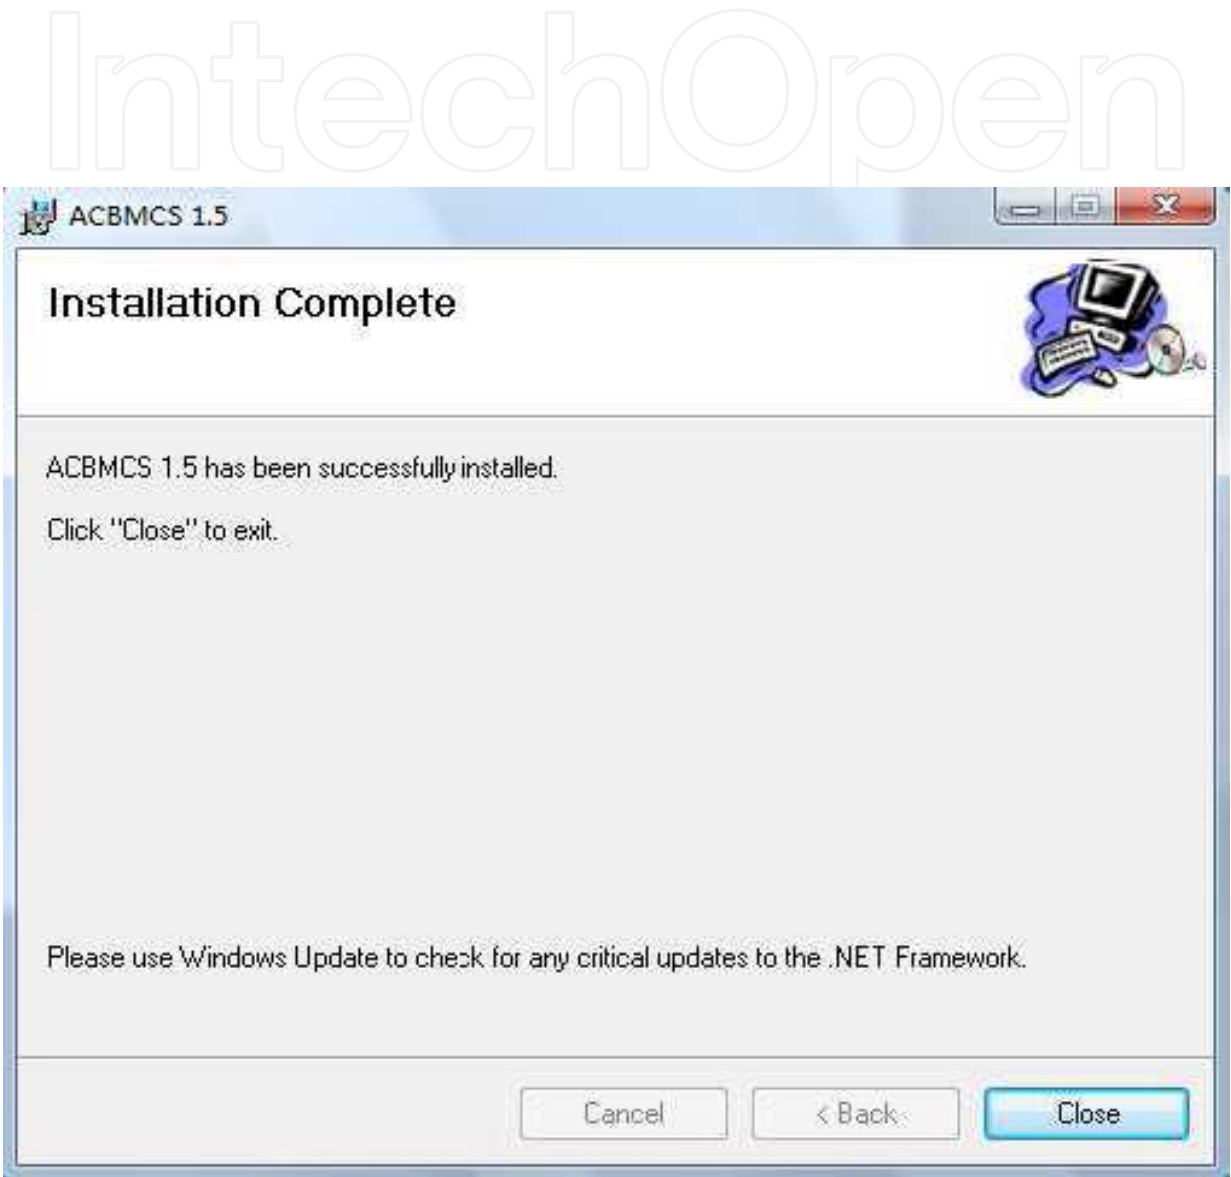 IntechOpen
ACBMCS 1.5
Installation Complete
ACBMCS 1.5 has been successfully installed.
Click "Close" to exit.
Please use Windows Update to check for any critical updates to the .NET Framework.
Cancel
< Back
Close